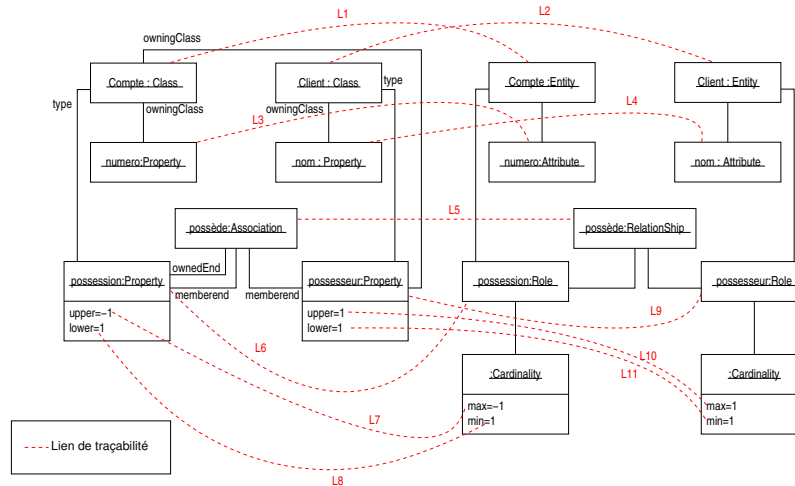 L1
L2
owningClass
Compte : Class
Client : Class
Compte :Entity
Client : Entity
type
type
owningClass
owningClass
L3
L4
numero:Property
nom : Property
numero:Attribute
nom : Attribute
possède:Association
L5
possède:RelationShip
ownedEnd
possession:Property
memberend
memberend
possesseur:Property
possession:Role
posseseur:Role
upper=−1
lower=1
upper=1
lower=1
L6
L9
L10
L11
:Cardinality
:Cardinality
max=−1
min=1
max=1
min=1
L7
L8
Lien de traçabilité